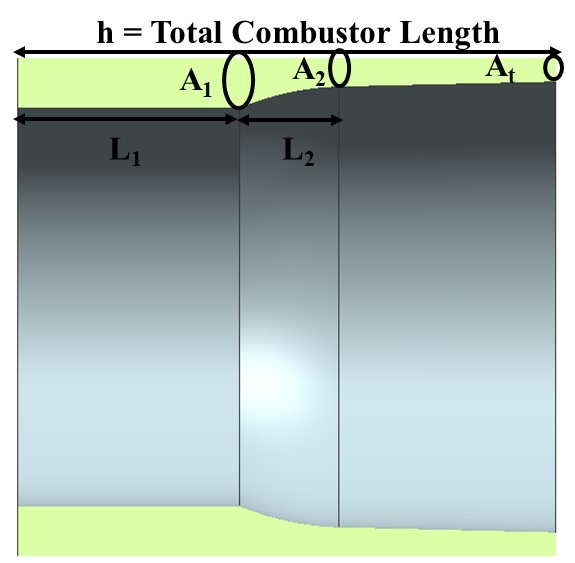 h = Total Combustor Length
A₁ A₂ Aₜ
L₁ L₂